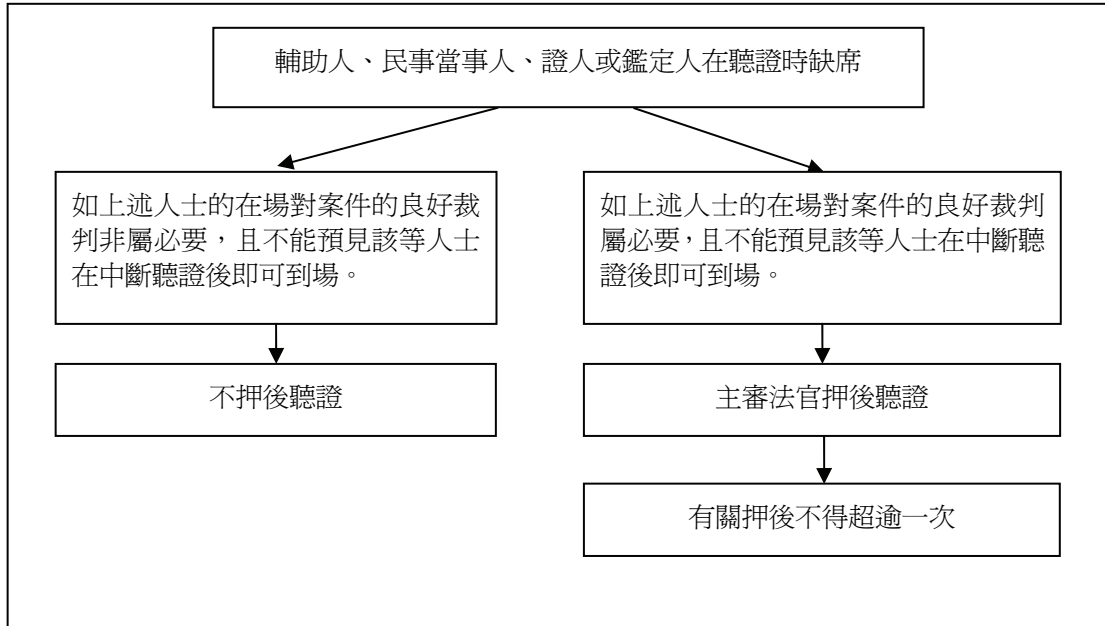 輔助人、民事當事人、證人或鑑定人在聽證時缺席
如上述人士的在場對案件的良好裁
判非屬必要，且不能預見該等人士
在中斷聽證後即可到場。
如上述人士的在場對案件的良好裁判
屬必要，且不能預見該等人士在中斷聽
證後即可到場。
不押後聽證
主審法官押後聽證
有關押後不得超逾一次